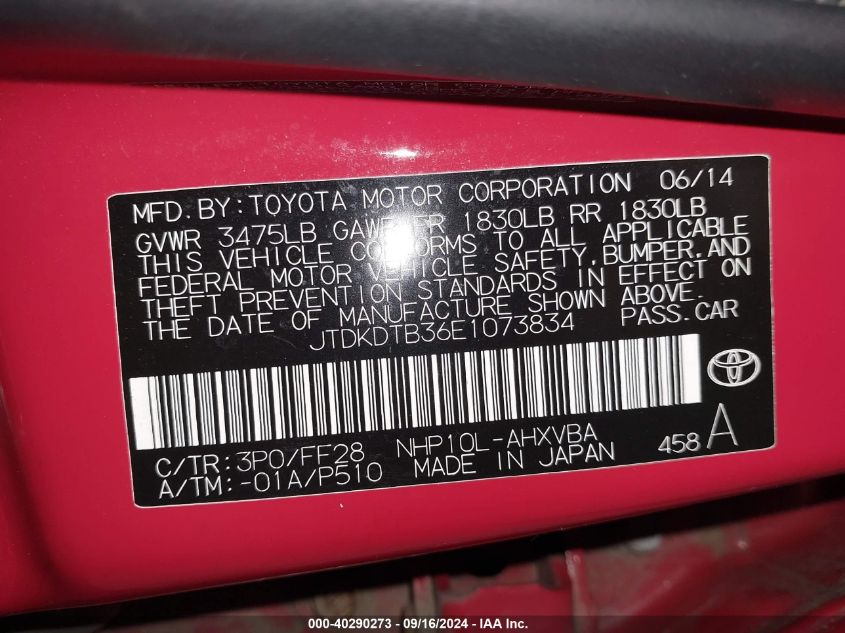 MFD. BY: TOYOTA MOTOR CORPORATION 06/14
GVWR 3475LB GAWR FR 1830LB RR 1830LB
THIS VEHICLE CONFORMS TO ALL APPLICABLE
FEDERAL MOTOR VEHICLE SAFETY, BUMPER, AND
THEFT PREVENTION STANDARDS IN EFFECT ON
THE DATE OF MANUFACTURE SHOWN ABOVE.
JTDKDTB36E1073834 PASS. CAR
C/TR: 3P0/FF28 NHP10L-AHXVBA 458 A
A/TM: -01A/P510 MADE IN JAPAN
000-40290273 - 09/16/2024 - IAA Inc.